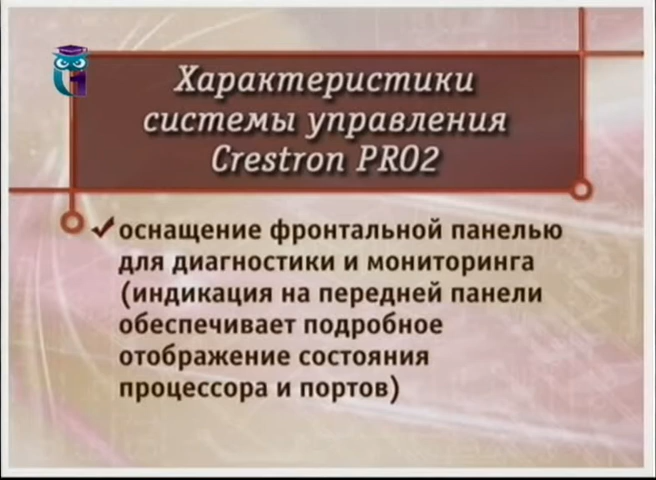 Характеристики
системы управления
Crestron PRO2
оснащение фронтальной панелью
для диагностики и мониторинга
(индикация на передней панели
обеспечивает подробное
отображение состояния
процессора и портов)